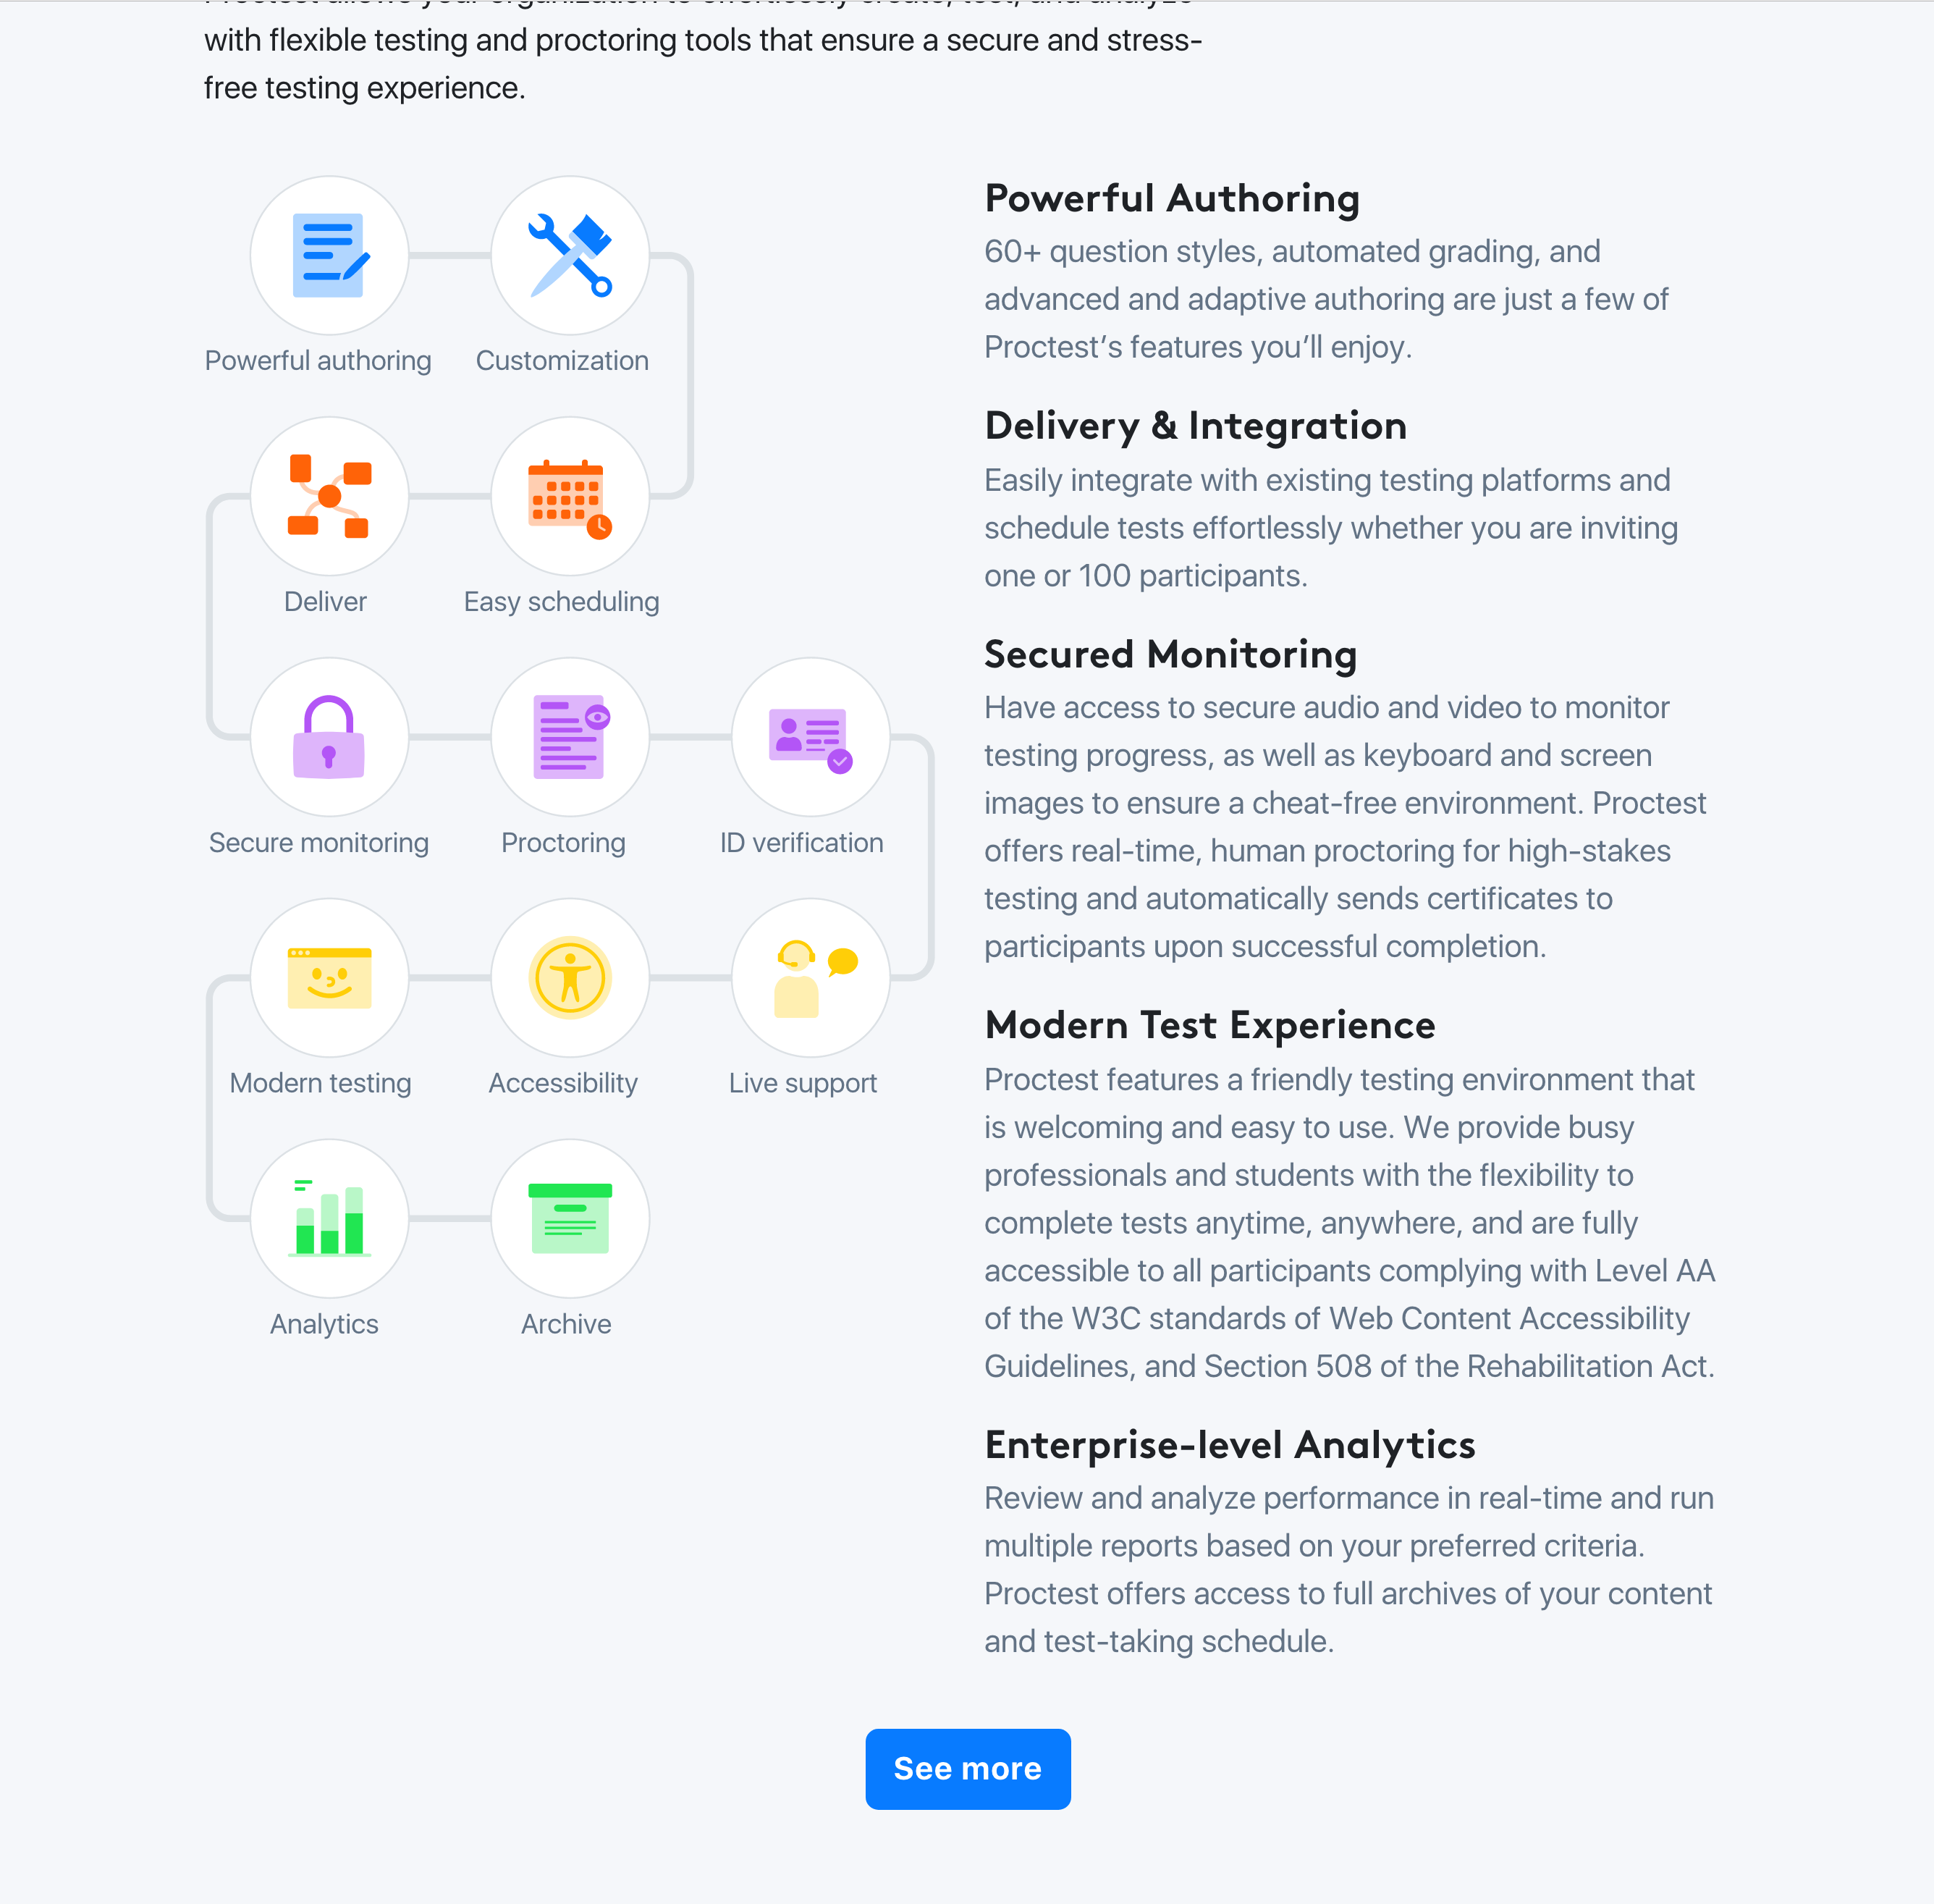 Proctest allows your organization to effortlessly create, test, and analyze
with flexible testing and proctoring tools that ensure a secure and stress-
free testing experience.
Powerful authoring
Customization
Deliver
Easy scheduling
Secure monitoring
Proctoring
ID verification
Modern testing
Accessibility
Live support
Analytics
Archive
Powerful Authoring
60+ question styles, automated grading, and
advanced and adaptive authoring are just a few of
Proctest’s features you’ll enjoy.
Delivery & Integration
Easily integrate with existing testing platforms and
schedule tests effortlessly whether you are inviting
one or 100 participants.
Secured Monitoring
Have access to secure audio and video to monitor
testing progress, as well as keyboard and screen
images to ensure a cheat-free environment. Proctest
offers real-time, human proctoring for high-stakes
testing and automatically sends certificates to
participants upon successful completion.
Modern Test Experience
Proctest features a friendly testing environment that
is welcoming and easy to use. We provide busy
professionals and students with the flexibility to
complete tests anytime, anywhere, and are fully
accessible to all participants complying with Level AA
of the W3C standards of Web Content Accessibility
Guidelines, and Section 508 of the Rehabilitation Act.
Enterprise-level Analytics
Review and analyze performance in real-time and run
multiple reports based on your preferred criteria.
Proctest offers access to full archives of your content
and test-taking schedule.
See more